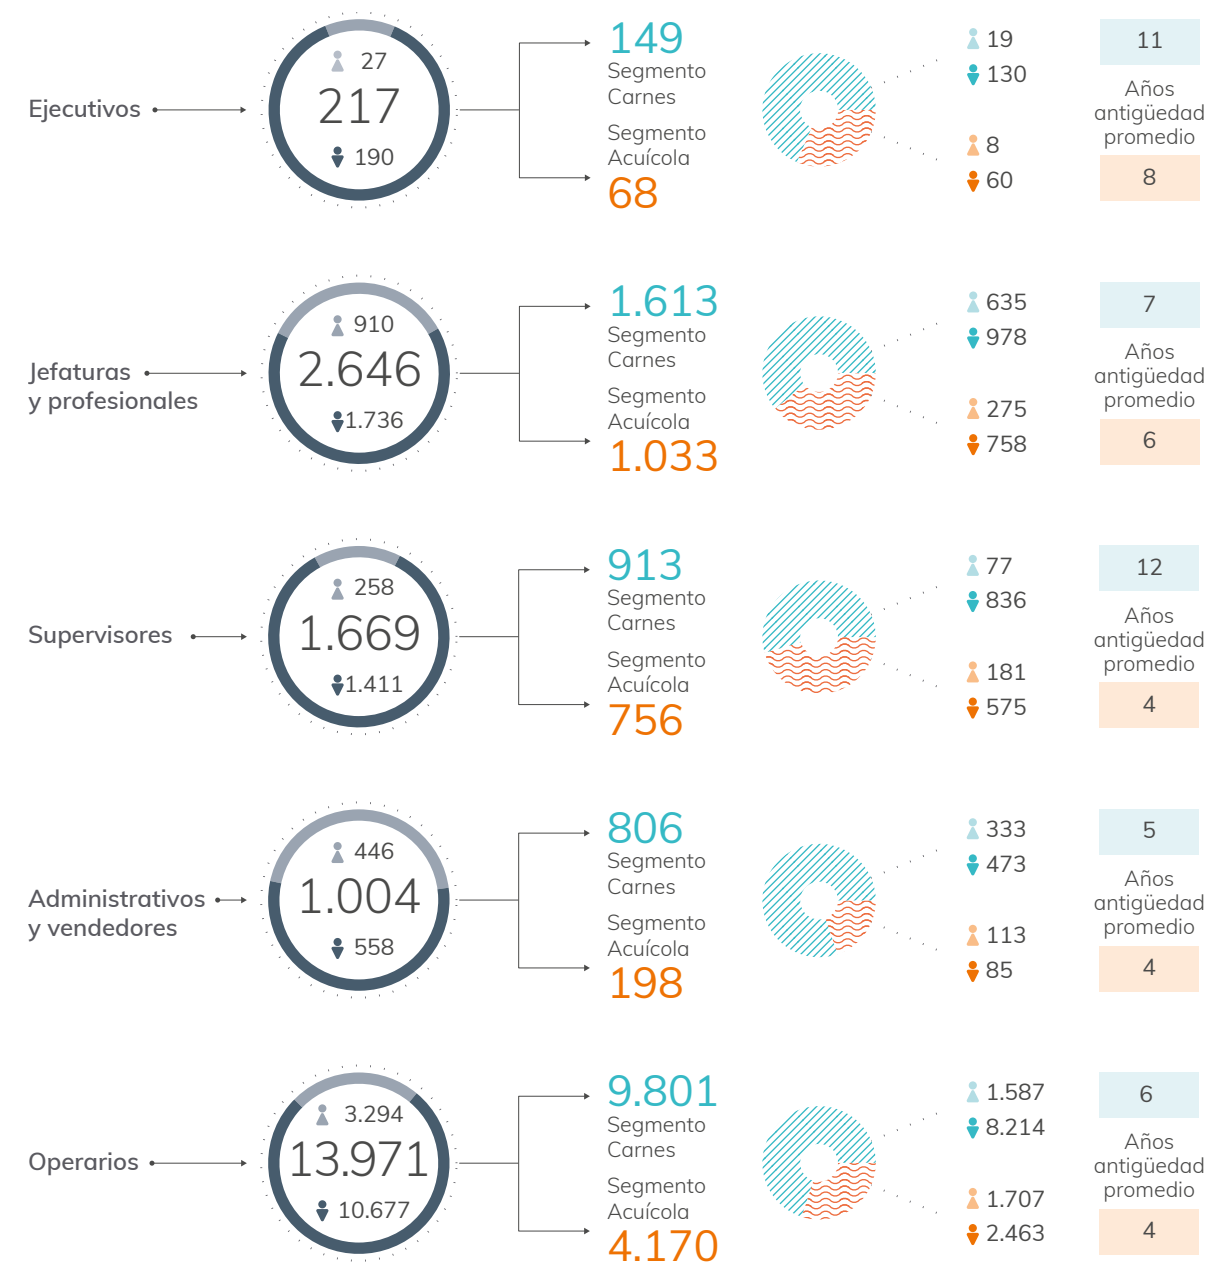 Ejecutivos
27
217
190
149
Segmento
Carnes
Segmento
Acuícola
68
19
130
8
60
11
Años
antigüedad
promedio
8
Jefaturas
y profesionales
910
2.646
1.736
1.613
Segmento
Carnes
Segmento
Acuícola
1.033
635
978
275
758
7
Años
antigüedad
promedio
6
Supervisores
258
1.669
1.411
913
Segmento
Carnes
Segmento
Acuícola
756
77
836
181
575
12
Años
antigüedad
promedio
4
Administrativos
y vendedores
446
1.004
558
806
Segmento
Carnes
Segmento
Acuícola
198
333
473
113
85
5
Años
antigüedad
promedio
4
Operarios
3.294
13.971
10.677
9.801
Segmento
Carnes
Segmento
Acuícola
4.170
1.587
8.214
1.707
2.463
6
Años
antigüedad
promedio
4